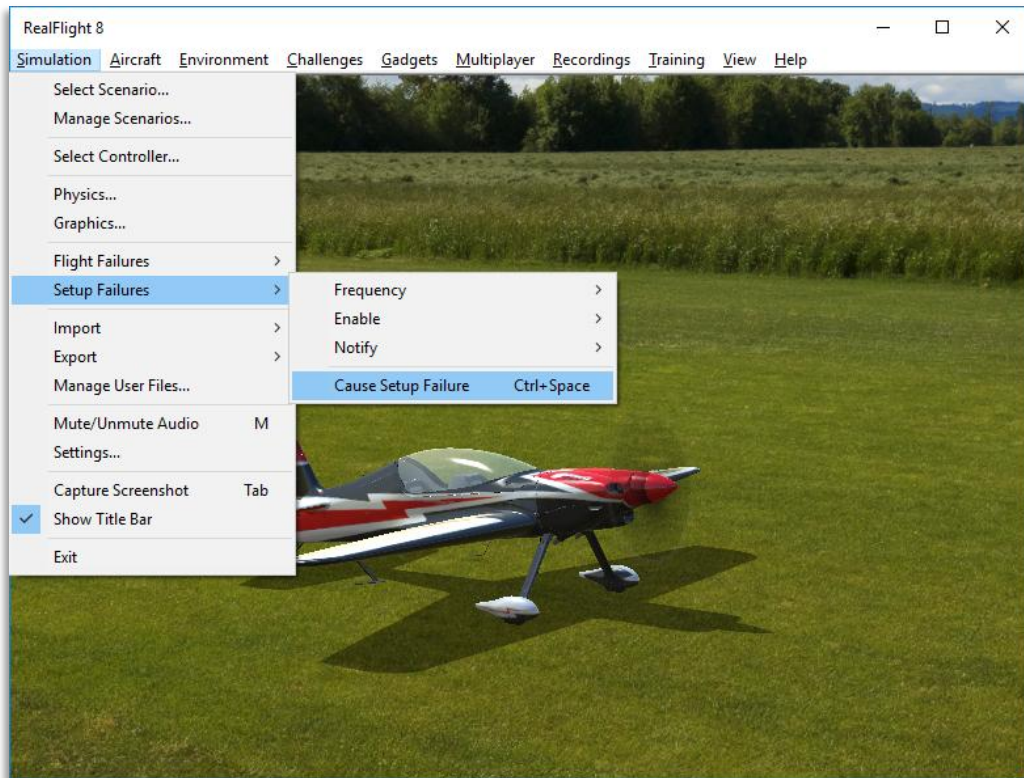 RealFlight 8
Simulation Aircraft Environment Challenges Gadgets Multiplayer Recordings Training View Help
Select Scenario...
Manage Scenarios...
Select Controller...
Physics...
Graphics...
Flight Failures
Setup Failures
Frequency
Enable
Notify
Cause Setup Failure Ctrl+Space
Import
Export
Manage User Files...
Mute/Unmute Audio M
Settings...
Capture Screenshot Tab
Show Title Bar
Exit